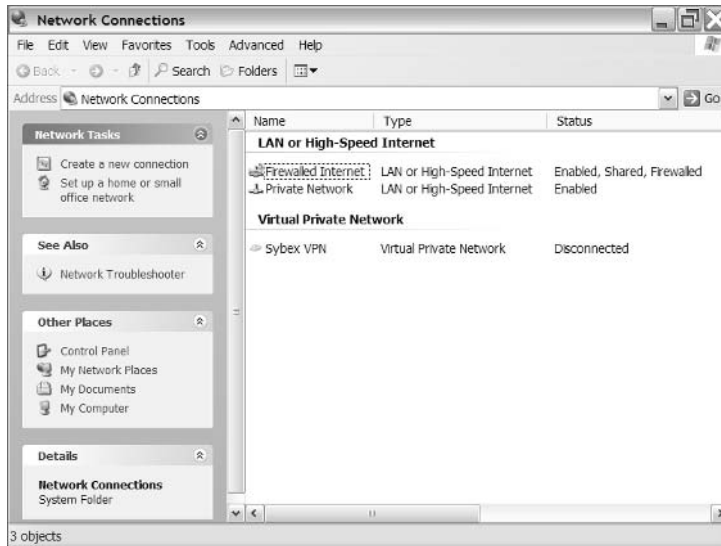 Network Connections
File Edit View Favorites Tools Advanced Help
Back Search Folders
Address Network Connections Go
Network Tasks
Create a new connection
Set up a home or small
office network
See Also
Network Troubleshooter
Other Places
Control Panel
My Network Places
My Documents
My Computer
Details
Network Connections
System Folder
Name Type Status
LAN or High-Speed Internet
Firewalled Internet LAN or High-Speed Internet Enabled, Shared, Firewalled
Private Network LAN or High-Speed Internet Enabled
Virtual Private Network
Sybex VPN Virtual Private Network Disconnected
3 objects